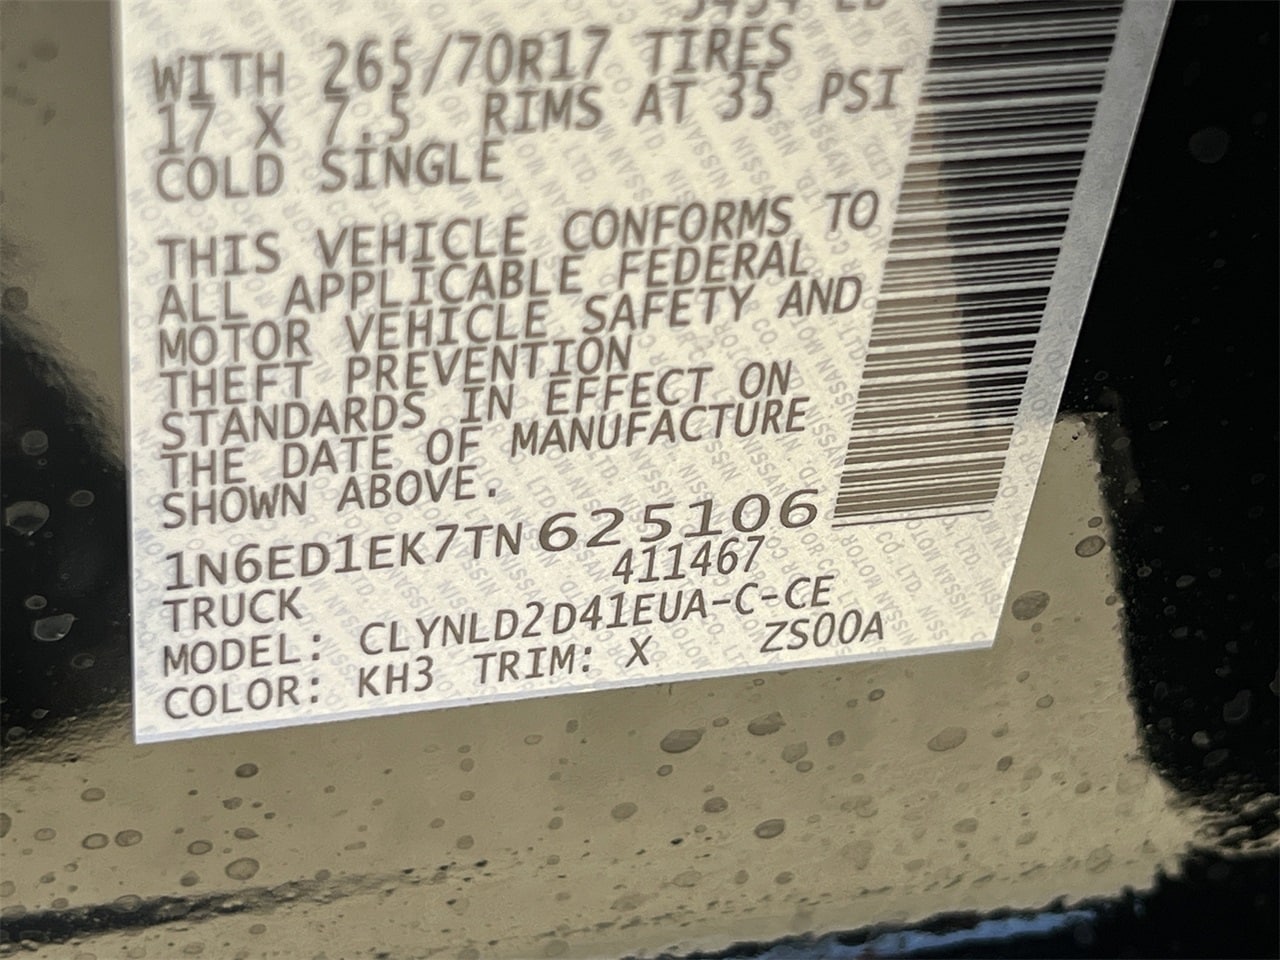 WITH 265/70R17 TIRES
17 X 7.5 RIMS AT 35 PSI
COLD SINGLE
THIS VEHICLE CONFORMS TO
ALL APPLICABLE FEDERAL
MOTOR VEHICLE SAFETY AND
THEFT PREVENTION
STANDARDS IN EFFECT ON
THE DATE OF MANUFACTURE
SHOWN ABOVE.
1N6ED1EK7TN625106
411467
TRUCK
MODEL: CLYNLD2D41EUA-C-CE
COLOR: KH3 TRIM: X ZS00A